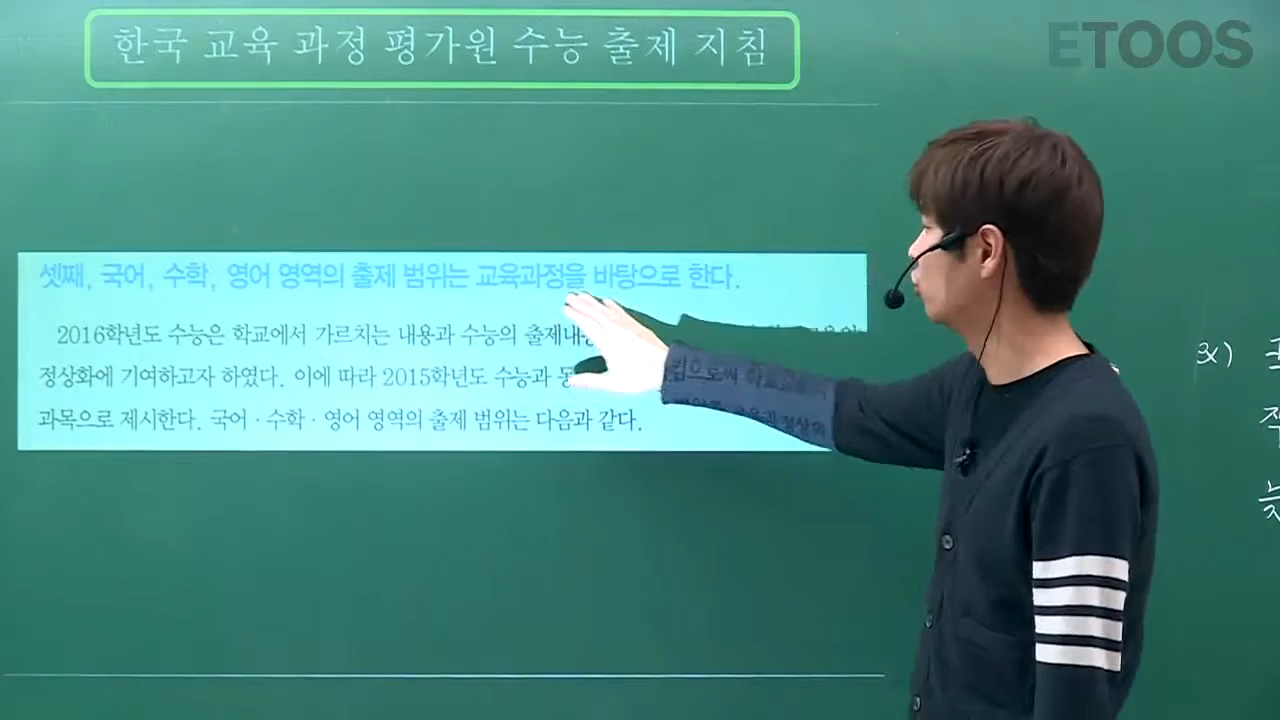 한국 교육 과정 평가원 수능 출제 지침
ETOOS
셋째, 국어, 수학, 영어 영역의 출제 범위는 교육과정을 바탕으로 한다.
2016학년도 수능은 학교에서 가르치는 내용과 수능의
정상화에 기여하고자 하였다. 이에 따라 2015학년도 수능과
과목으로 제시한다. 국어·수학·영어 영역의 출제 범위는 다음과 같다.